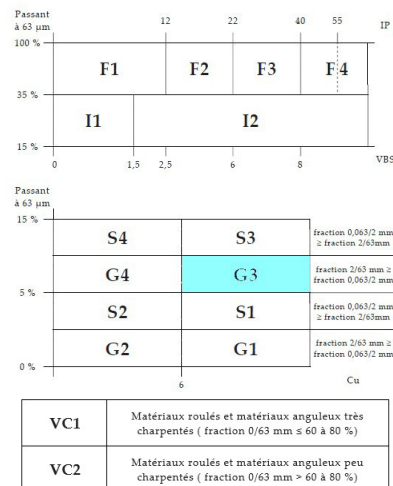 Passant
à 63 µm
12 22 40 55 IP
100 %
F1 F2 F3 F4
35 %
I1 I2
15 %
0 1,5 2,5 6 8 VBS
Passant
à 63 µm
15 %
S4 S3 fraction 0,063/2 mm
≥ fraction 2/63mm
G4 G3 fraction 2/63 mm ≥
fraction 0,063/2 mm
5 %
S2 S1 fraction 0,063/2 mm
≥ fraction 2/63mm
G2 G1 fraction 2/63 mm ≥
fraction 0,063/2 mm
0 %
6 Cu
VC1 Matériaux roulés et matériaux anguleux très
charpentés ( fraction 0/63 mm ≤ 60 à 80 %)
VC2 Matériaux roulés et matériaux anguleux peu
charpentés ( fraction 0/63 mm > 60 à 80 %)